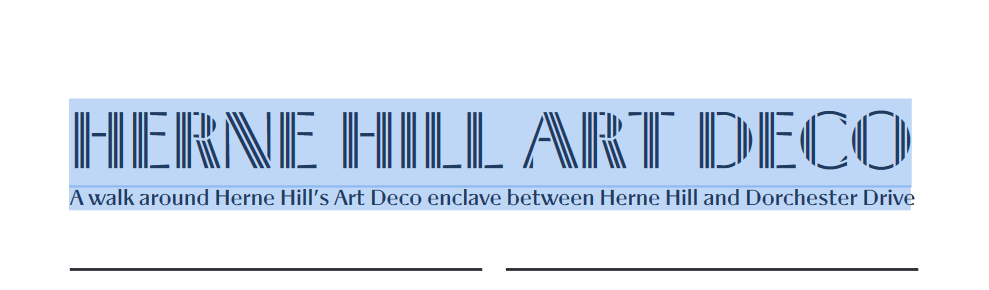 HERNE HILL ART DECO
A walk around Herne Hill's Art Deco enclave between Herne Hill and Dorchester Drive